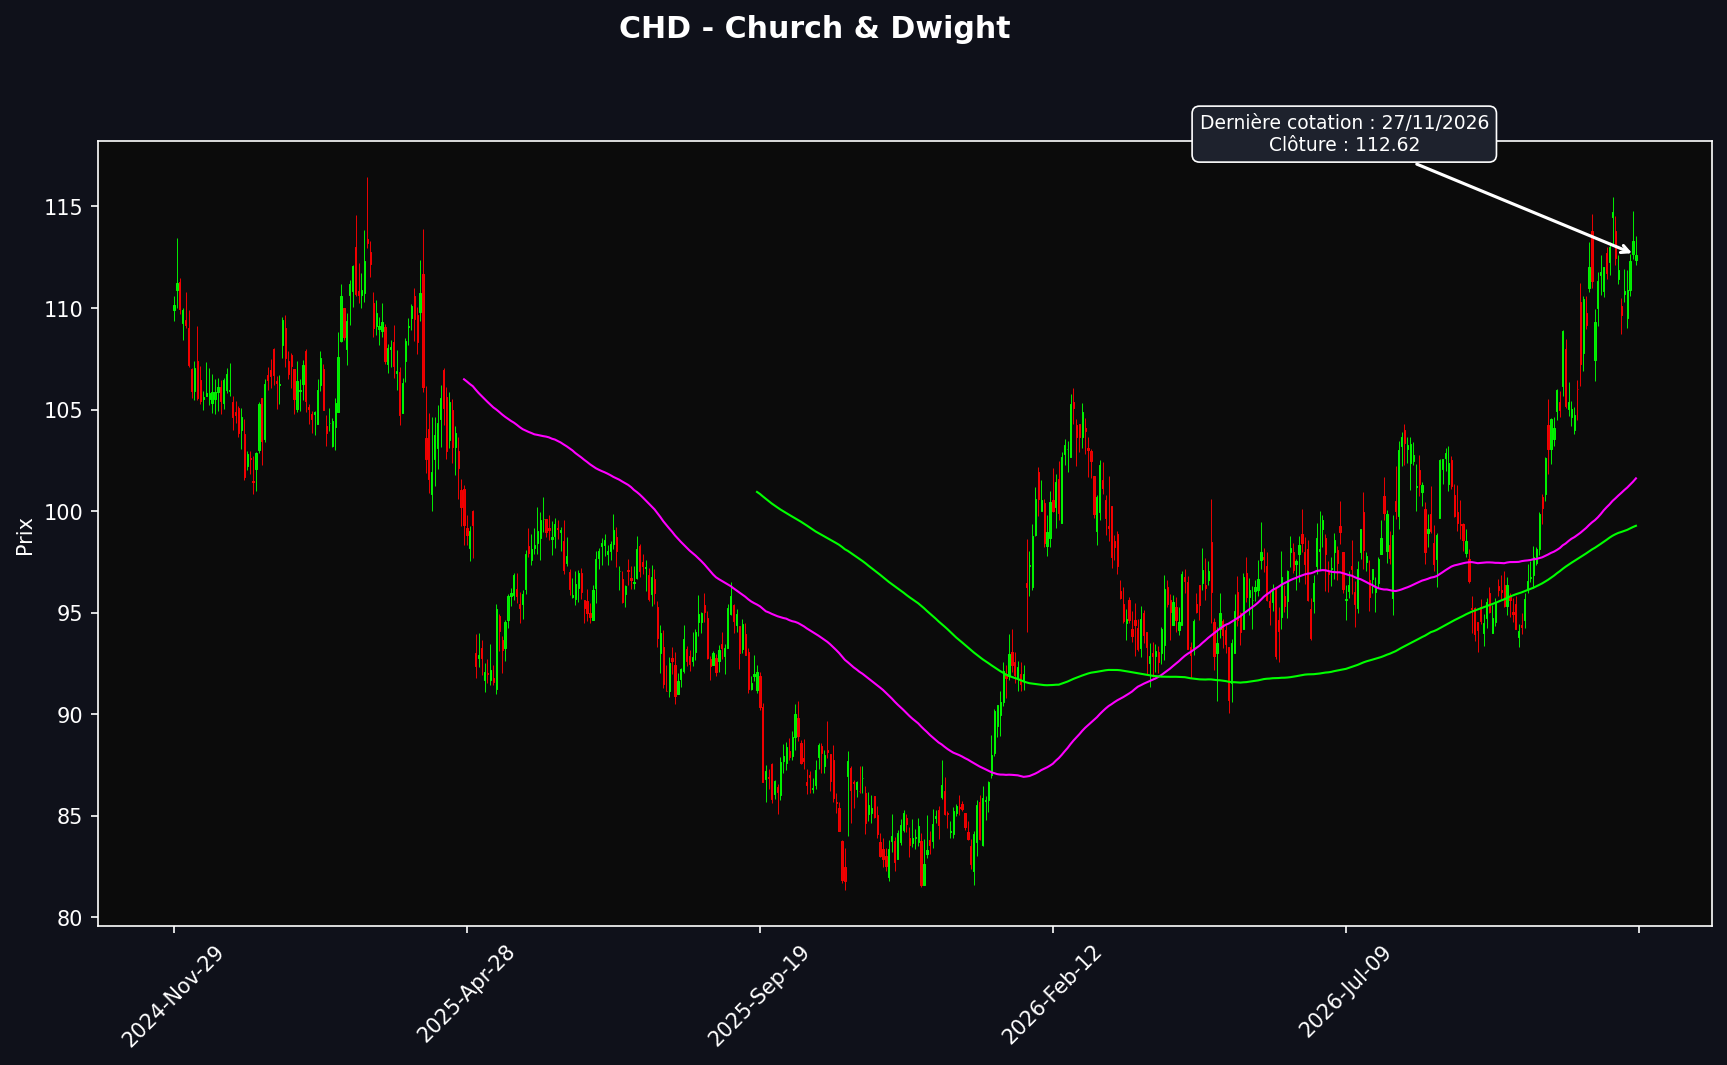 CHD - Church & Dwight
Dernière cotation : 27/11/2026
Clôture : 112.62
Prix
115
110
105
100
95
90
85
80
2024-Nov-29
2025-Apr-28
2025-Sep-19
2026-Feb-12
2026-Jul-09